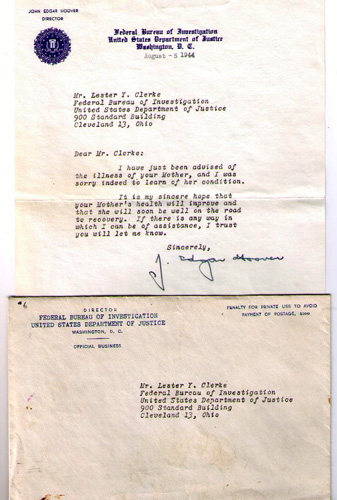 JOHN EDGAR HOOVER
DIRECTOR
Federal Bureau of Investigation
United States Department of Justice
Washington, D. C.
August - 5 1944
Mr. Lester Y. Clerke
Federal Bureau of Investigation
United States Department of Justice
900 Standard Building
Cleveland 13, Ohio
Dear Mr. Clerke:
I have just been advised of
the illness of your Mother, and I was
sorry indeed to learn of her condition.
It is my sincere hope that
your Mother's health will improve and
that she will soon be well on the road
to recovery. If there is any way in
which I can be of assistance, I trust
you will let me know.
Sincerely,
J. Edgar Hoover
DIRECTOR
FEDERAL BUREAU OF INVESTIGATION
UNITED STATES DEPARTMENT OF JUSTICE
WASHINGTON, D. C.
OFFICIAL BUSINESS
PENALTY FOR PRIVATE USE TO AVOID
PAYMENT OF POSTAGE, $300
Mr. Lester Y. Clerke
Federal Bureau of Investigation
United States Department of Justice
900 Standard Building
Cleveland 13, Ohio